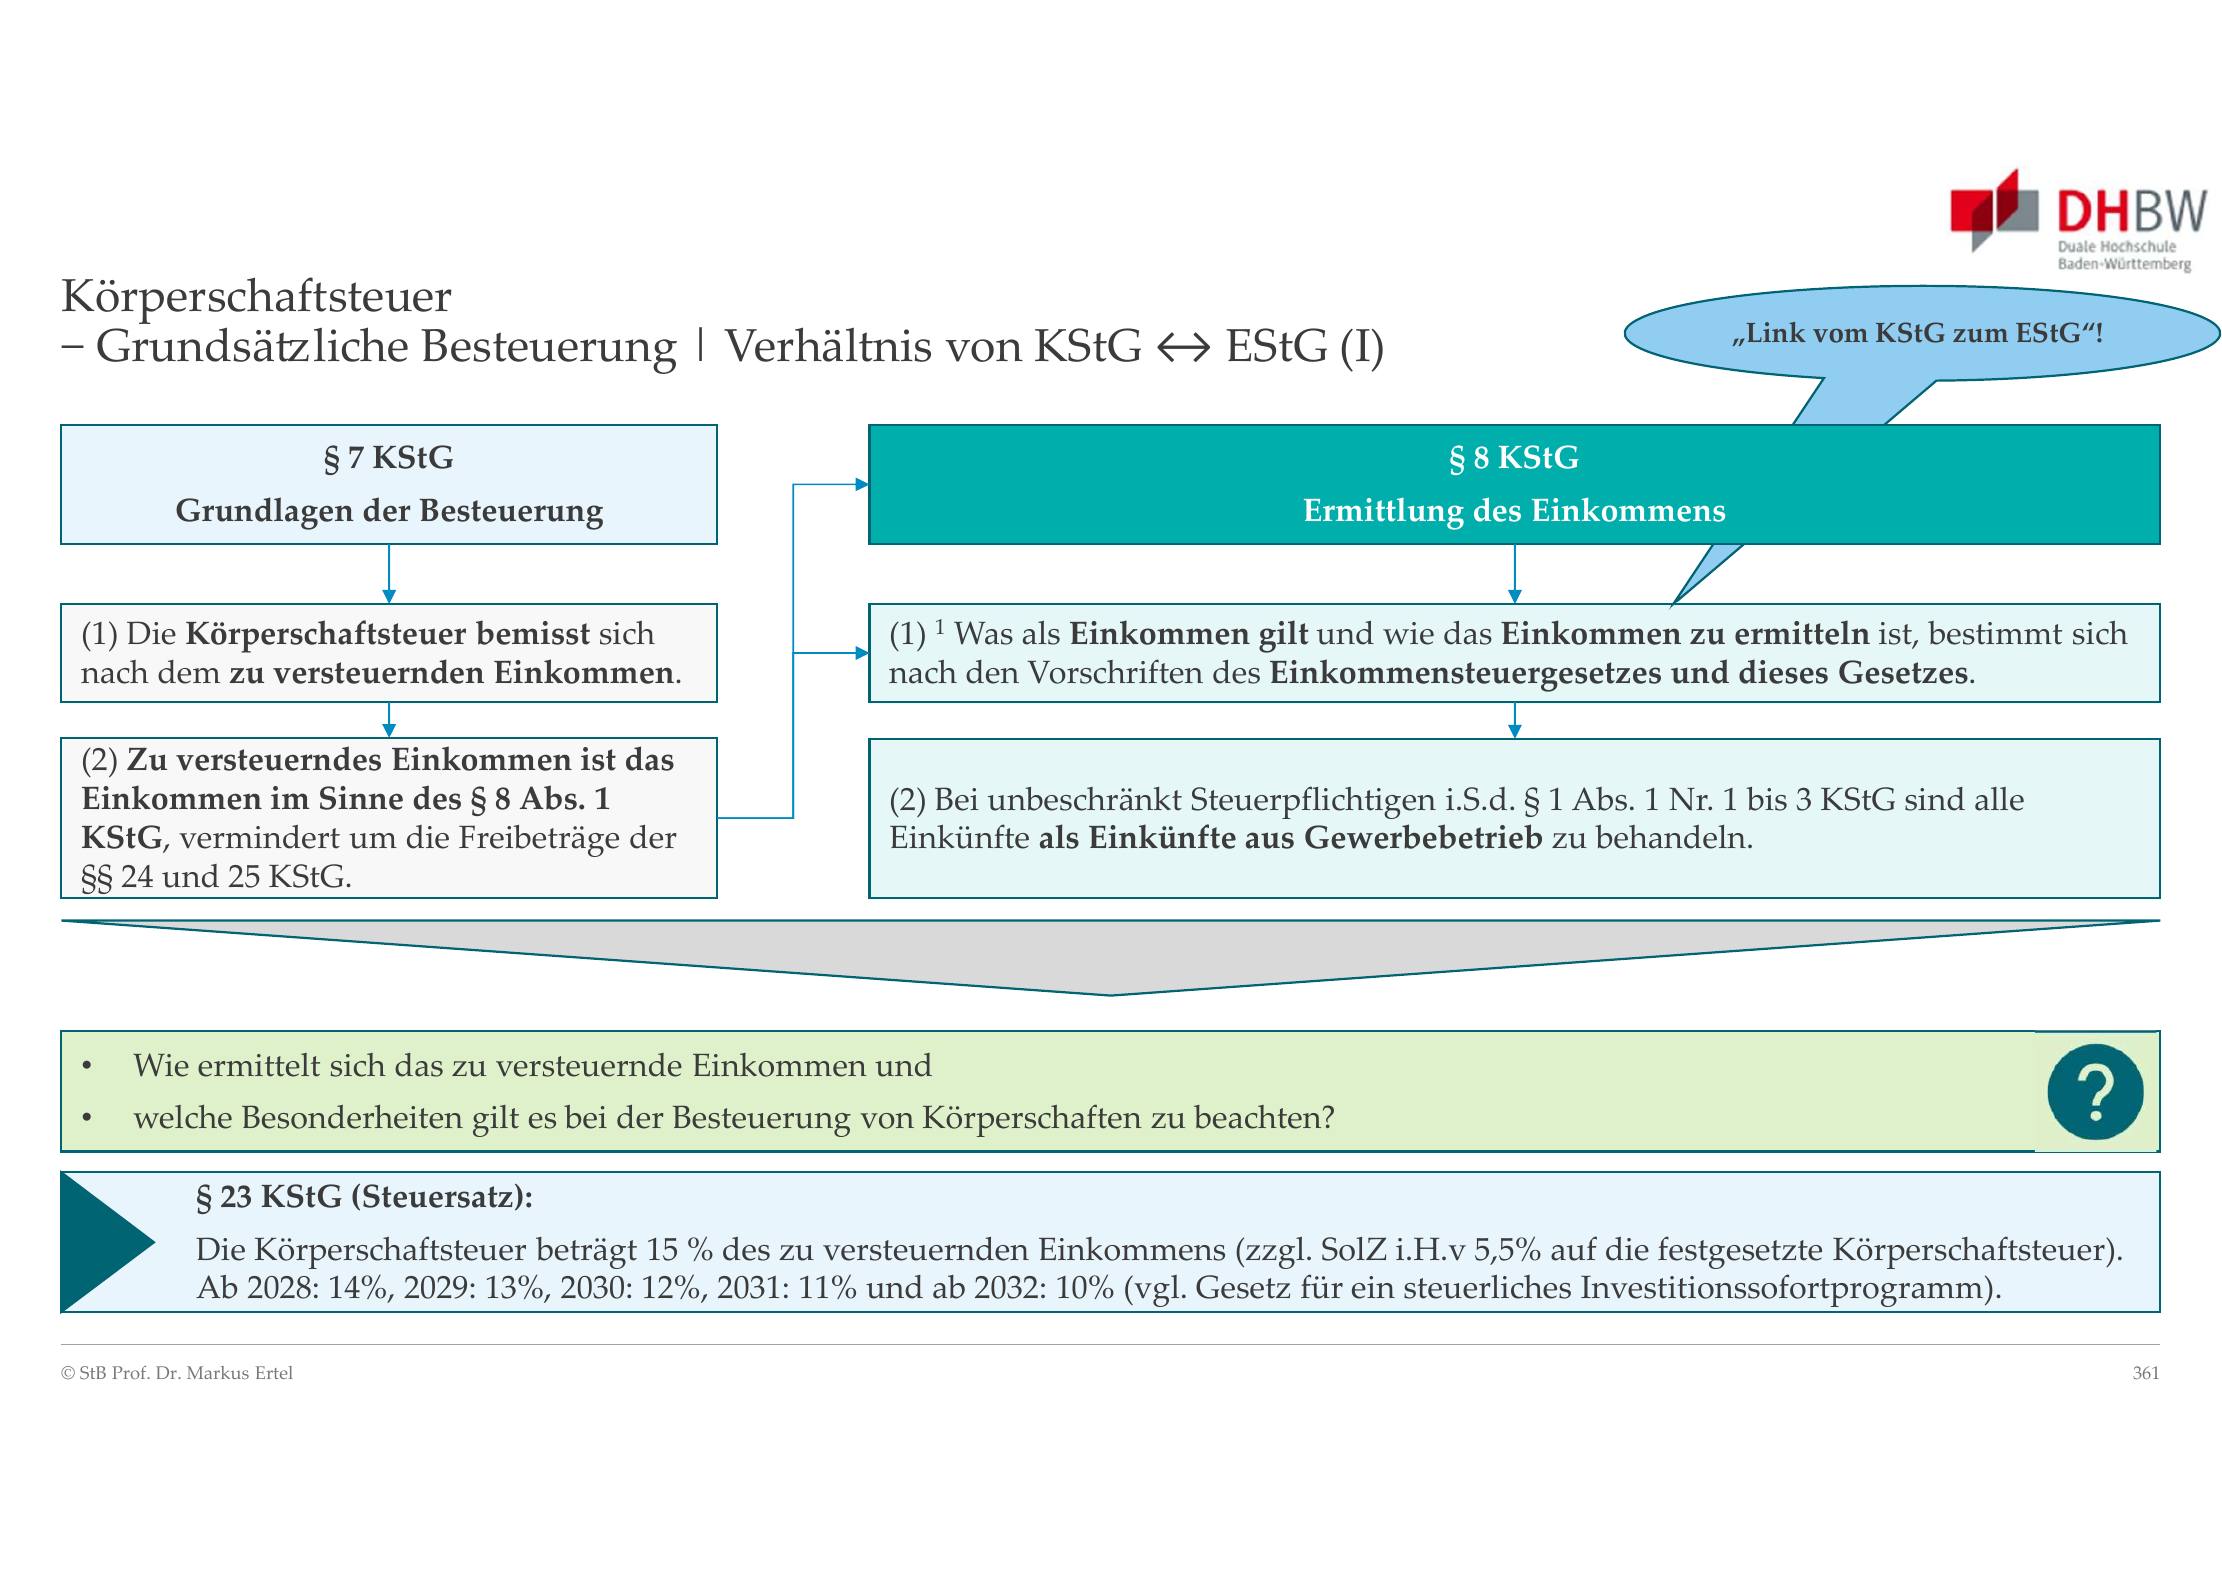 DHBW
Duale Hochschule
Baden-Württemberg
Körperschaftsteuer
– Grundsätzliche Besteuerung | Verhältnis von KStG ↔ EStG (I)
„Link vom KStG zum EStG“!
§ 7 KStG
Grundlagen der Besteuerung
(1) Die Körperschaftsteuer bemisst sich
nach dem zu versteuernden Einkommen.
(2) Zu versteuerndes Einkommen ist das
Einkommen im Sinne des § 8 Abs. 1
KStG, vermindert um die Freibeträge der
§§ 24 und 25 KStG.
§ 8 KStG
Ermittlung des Einkommens
(1) ¹ Was als Einkommen gilt und wie das Einkommen zu ermitteln ist, bestimmt sich
nach den Vorschriften des Einkommensteuergesetzes und dieses Gesetzes.
(2) Bei unbeschränkt Steuerpflichtigen i.S.d. § 1 Abs. 1 Nr. 1 bis 3 KStG sind alle
Einkünfte als Einkünfte aus Gewerbebetrieb zu behandeln.
• Wie ermittelt sich das zu versteuernde Einkommen und
• welche Besonderheiten gilt es bei der Besteuerung von Körperschaften zu beachten?
?
§ 23 KStG (Steuersatz):
Die Körperschaftsteuer beträgt 15 % des zu versteuernden Einkommens (zzgl. SolZ i.H.v 5,5% auf die festgesetzte Körperschaftsteuer).
Ab 2028: 14%, 2029: 13%, 2030: 12%, 2031: 11% und ab 2032: 10% (vgl. Gesetz für ein steuerliches Investitionssofortprogramm).
© StB Prof. Dr. Markus Ertel
361